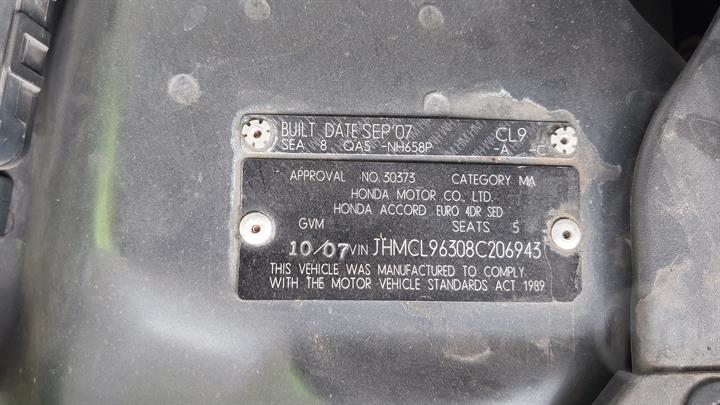 BUILT DATE SEP'07 CL9
SEA 8 QA5 -NH658P -A -C
APPROVAL NO. 30373 CATEGORY MA
HONDA MOTOR CO., LTD.
HONDA ACCORD EURO 4DR SED
GVM SEATS 5
10/07 VIN JHMCL96308C206943
THIS VEHICLE WAS MANUFACTURED TO COMPLY
WITH THE MOTOR VEHICLE STANDARDS ACT 1989